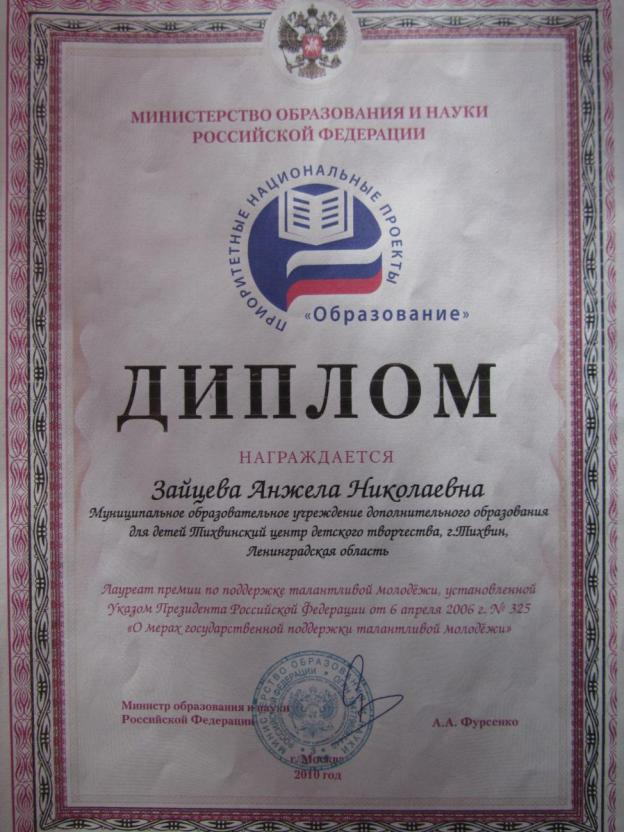 МИНИСТЕРСТВО ОБРАЗОВАНИЯ И НАУКИ
РОССИЙСКОЙ ФЕДЕРАЦИИ
ПРИОРИТЕТНЫЕ НАЦИОНАЛЬНЫЕ ПРОЕКТЫ
«Образование»
ДИПЛОМ
НАГРАЖДАЕТСЯ
Зайцева Анжела Николаевна
Муниципальное образовательное учреждение дополнительного образования
для детей Тихвинский центр детского творчества, г.Тихвин,
Ленинградская область
Лауреат премии по поддержке талантливой молодёжи, установленной
Указом Президента Российской Федерации от 6 апреля 2006 г. № 325
«О мерах государственной поддержки талантливой молодёжи»
Министр образования и науки
Российской Федерации
А.А. Фурсенко
г. Москва
2010 год